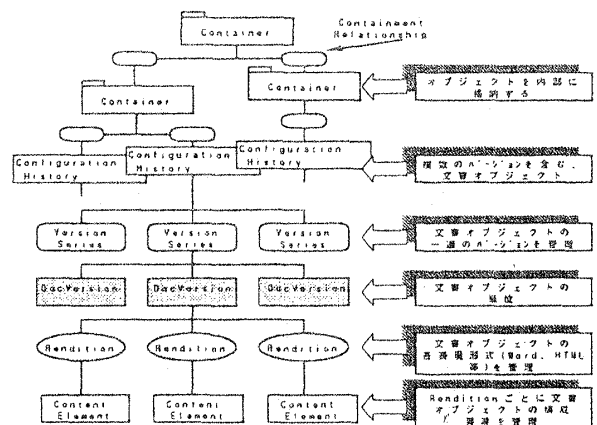 Container
Containment
Relationship
Container
Container
オブジェクトを内部に
格納する
Configuration
History
Configuration
History
Configuration
History
複数のバージョンを含む、
文書オブジェクト
Version
Series
Version
Series
Version
Series
文書オブジェクトの
一連のバージョンを管理
DocVersion
DocVersion
DocVersion
文書オブジェクトの
単位
Rendition
Rendition
Rendition
文書オブジェクトの
各表現形式(Word、HTML
等)を管理
Content
Element
Content
Element
Content
Element
Renditionごとに文書
オブジェクトの構成
要素を管理